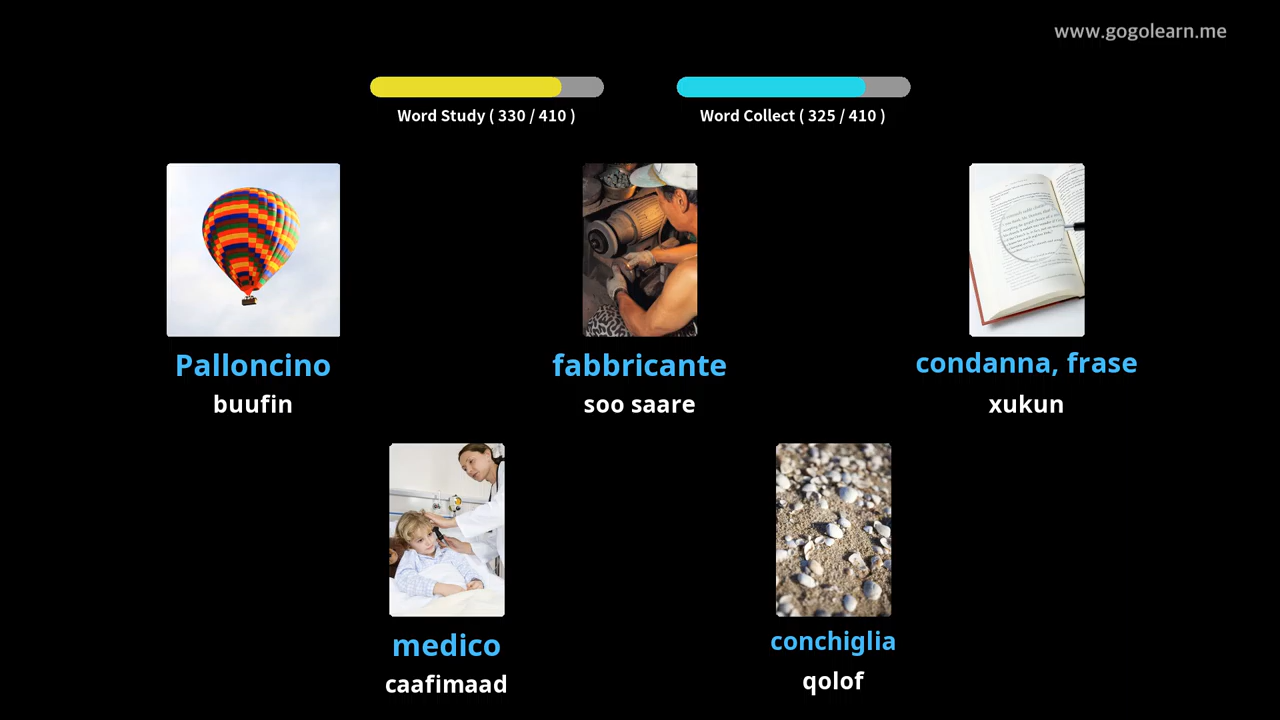 www.gogolearn.me
Word Study ( 330 / 410 )
Word Collect ( 325 / 410 )
Palloncino
buufin
fabbricante
soo saare
condanna, frase
xukun
medico
caafimaad
conchiglia
qolof